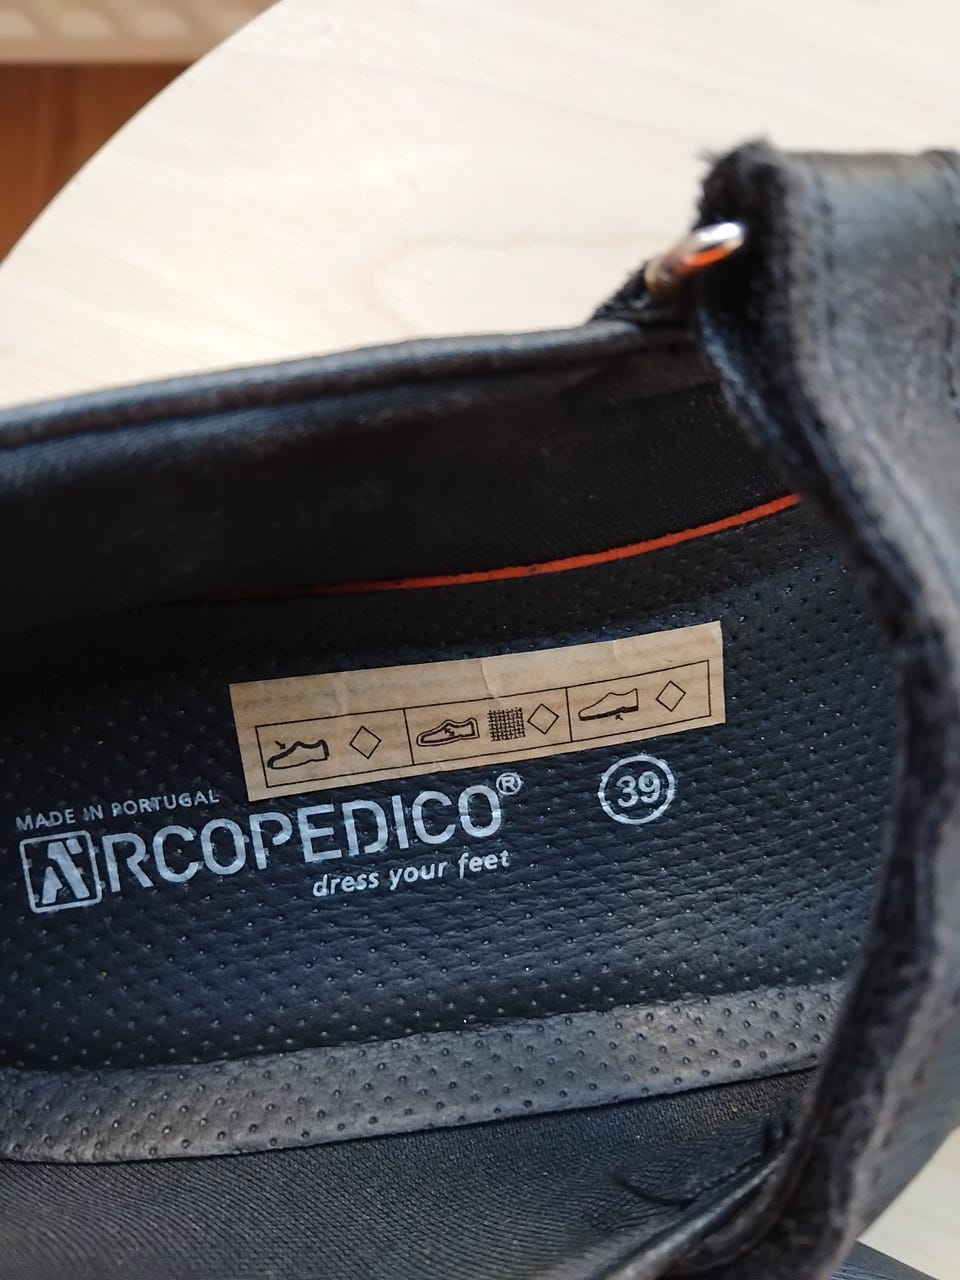 MADE IN PORTUGAL
ARCOPEDICO®
39
dress your feet